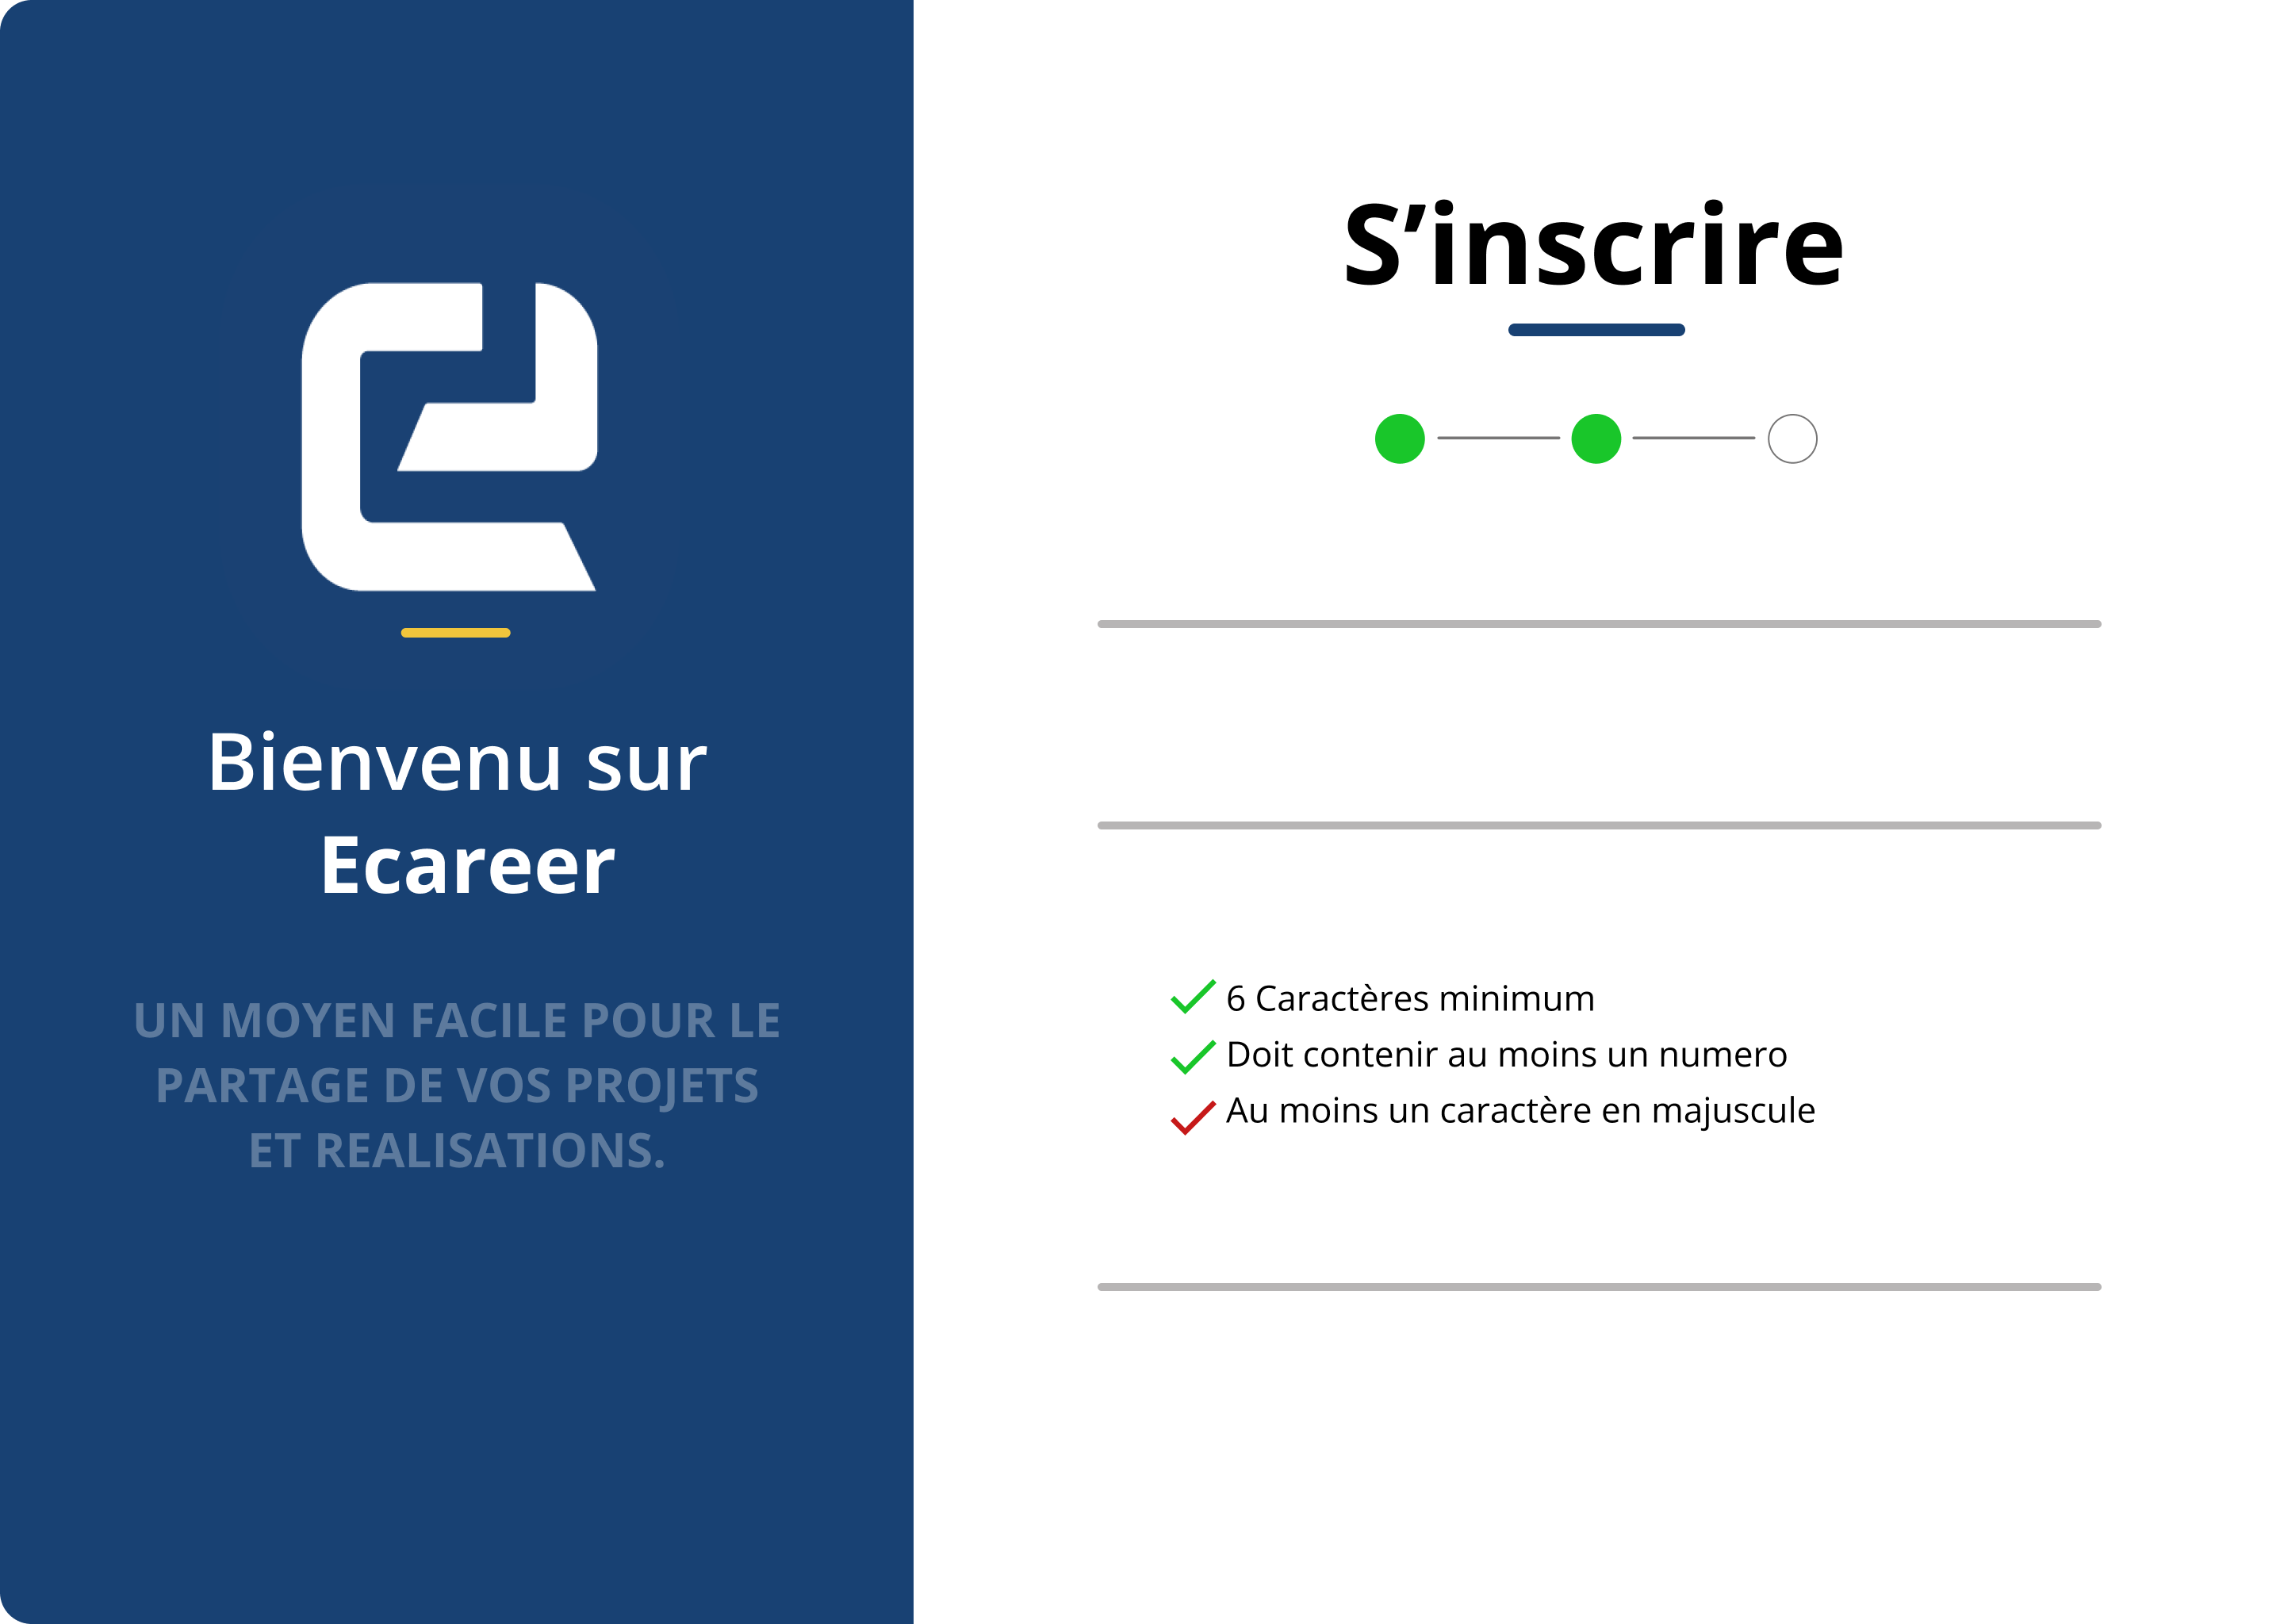 Bienvenu sur
Ecareer
UN MOYEN FACILE POUR LE
PARTAGE DE VOS PROJETS
ET REALISATIONS.
S’inscrire
6 Caractères minimum
Doit contenir au moins un numero
Au moins un caractère en majuscule